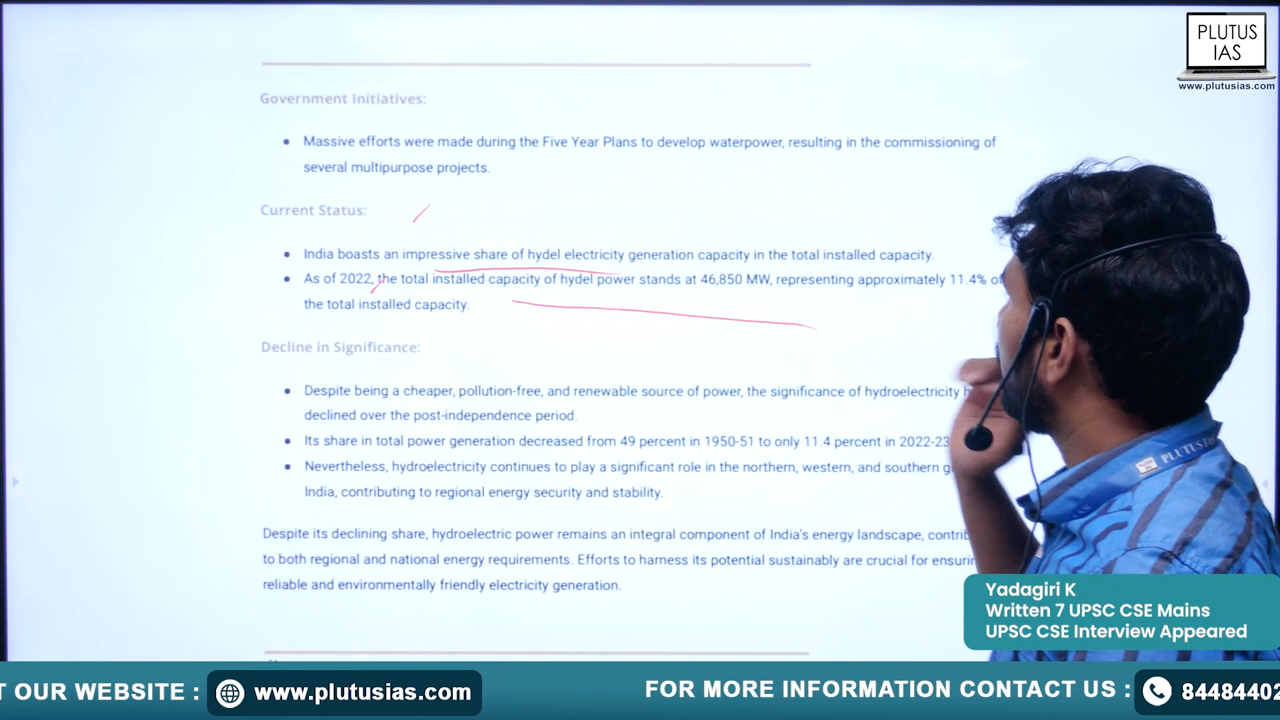 PLUTUS
IAS
www.plutusias.com
Government Initiatives:
Massive efforts were made during the Five Year Plans to develop waterpower, resulting in the commissioning of
several multipurpose projects.
Current Status:
India boasts an impressive share of hydel electricity generation capacity in the total installed capacity.
As of 2022, the total installed capacity of hydel power stands at 46,850 MW, representing approximately 11.4%
the total installed capacity.
Decline in Significance:
Despite being a cheaper, pollution-free, and renewable source of power, the significance of hydroelectricity
declined over the post-independence period.
Its share in total power generation decreased from 49 percent in 1950-51 to only 11.4 percent in 2022-23
Nevertheless, hydroelectricity continues to play a significant role in the northern, western, and southern
India, contributing to regional energy security and stability.
Despite its declining share, hydroelectric power remains an integral component of India's energy landscape,
to both regional and national energy requirements. Efforts to harness its potential sustainably are crucial for
reliable and environmentally friendly electricity generation.
PLUTUS
Yadagiri K
Written 7 UPSC CSE Mains
UPSC CSE Interview Appeared
T OUR WEBSITE : www.plutusias.com FOR MORE INFORMATION CONTACT US : 84484402